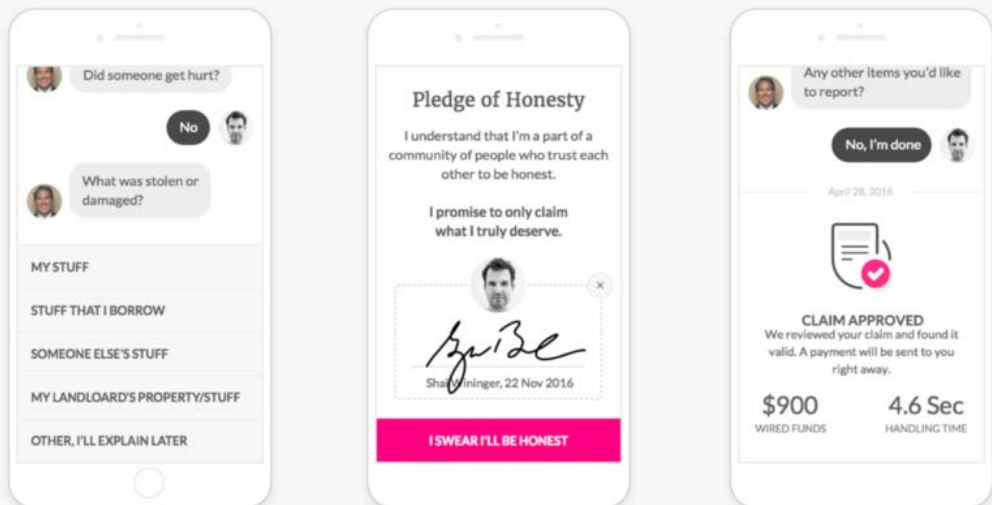 Did someone get hurt?
No
What was stolen or
damaged?
MY STUFF
STUFF THAT I BORROW
SOMEONE ELSE'S STUFF
MY LANDLOARD'S PROPERTY/STUFF
OTHER, I'LL EXPLAIN LATER
Pledge of Honesty
I understand that I'm a part of a
community of people who trust each
other to be honest.
I promise to only claim
what I truly deserve.
Shai Wininger, 22 Nov 2016
I SWEAR I'LL BE HONEST
Any other items you'd like
to report?
No, I'm done
April 28, 2016
CLAIM APPROVED
We reviewed your claim and found it
valid. A payment will be sent to you
right away.
$900
WIRED FUNDS
4.6 Sec
HANDLING TIME